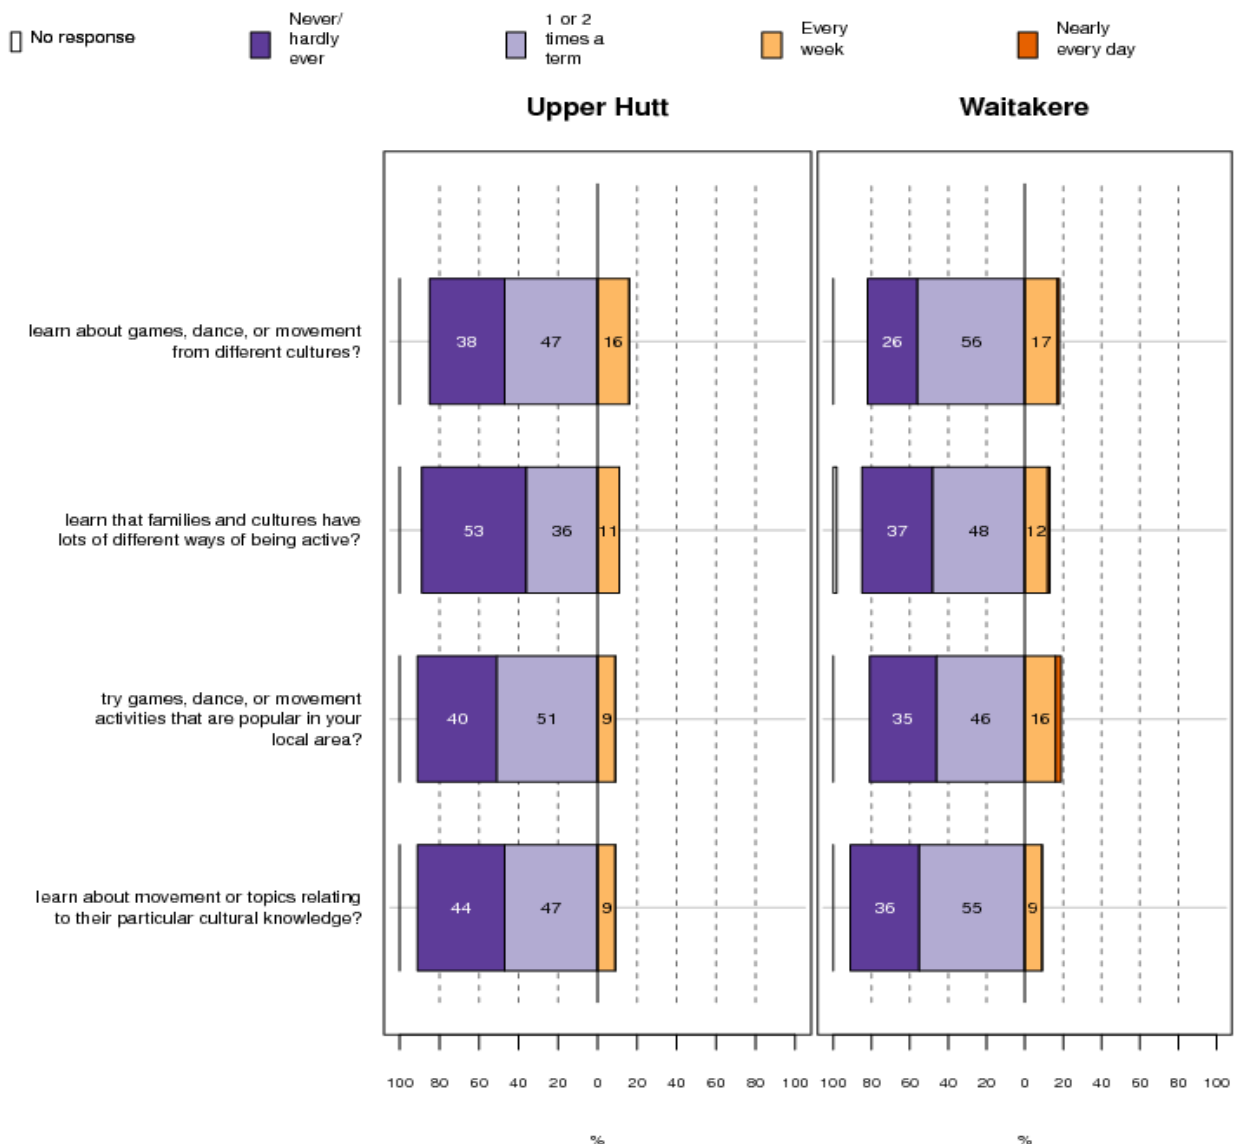 No response
Never/
hardly
ever
1 or 2
times a
term
Every
week
Nearly
every day
Upper Hutt
Waitakere
learn about games, dance, or movement
from different cultures?
38 47 16
26 56 17
learn that families and cultures have
lots of different ways of being active?
53 36 11
37 48 12
try games, dance, or movement
activities that are popular in your
local area?
40 51 9
35 46 16
learn about movement or topics relating
to their particular cultural knowledge?
44 47 9
36 55 9
100 80 60 40 20 0 20 40 60 80 100
100 80 60 40 20 0 20 40 60 80 100
%
%